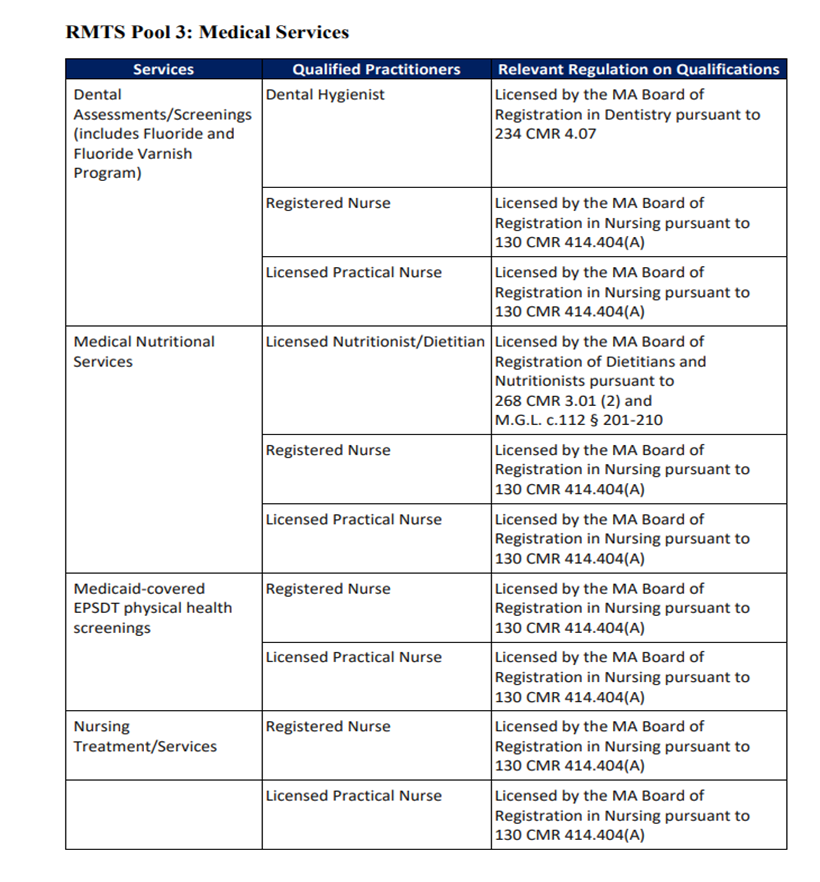 RMTS Pool 3: Medical Services
Services Qualified Practitioners Relevant Regulation on Qualifications
Dental
Assessments/Screenings
(includes Fluoride and
Fluoride Varnish
Program)
Dental Hygienist
Licensed by the MA Board of
Registration in Dentistry pursuant to
234 CMR 4.07
Registered Nurse
Licensed by the MA Board of
Registration in Nursing pursuant to
130 CMR 414.404(A)
Licensed Practical Nurse
Licensed by the MA Board of
Registration in Nursing pursuant to
130 CMR 414.404(A)
Medical Nutritional
Services
Licensed Nutritionist/Dietitian
Licensed by the MA Board of
Registration of Dietitians and
Nutritionists pursuant to
268 CMR 3.01 (2) and
M.G.L. c.112 § 201-210
Registered Nurse
Licensed by the MA Board of
Registration in Nursing pursuant to
130 CMR 414.404(A)
Licensed Practical Nurse
Licensed by the MA Board of
Registration in Nursing pursuant to
130 CMR 414.404(A)
Medicaid-covered
EPSDT physical health
screenings
Registered Nurse
Licensed by the MA Board of
Registration in Nursing pursuant to
130 CMR 414.404(A)
Licensed Practical Nurse
Licensed by the MA Board of
Registration in Nursing pursuant to
130 CMR 414.404(A)
Nursing
Treatment/Services
Registered Nurse
Licensed by the MA Board of
Registration in Nursing pursuant to
130 CMR 414.404(A)
Licensed Practical Nurse
Licensed by the MA Board of
Registration in Nursing pursuant to
130 CMR 414.404(A)